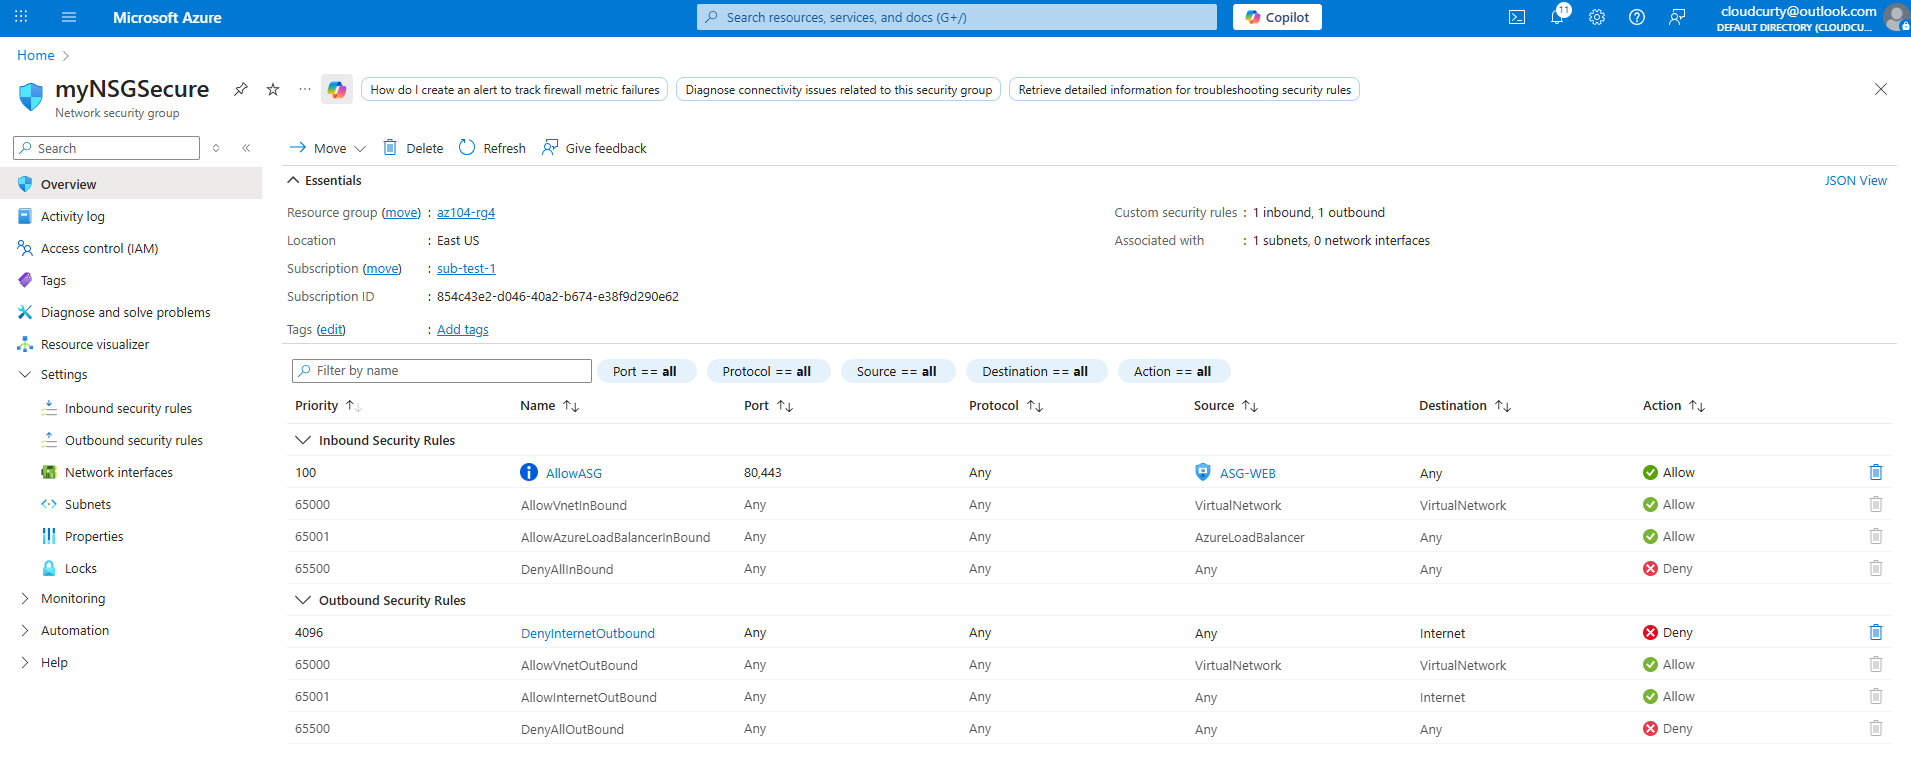 Microsoft Azure
Search resources, services, and docs (G+/)
Copilot
11
cloudcurty@outlook.com
DEFAULT DIRECTORY (CLOUDCU...
Home
myNSGSecure
Network security group
How do I create an alert to track firewall metric failures
Diagnose connectivity issues related to this security group
Retrieve detailed information for troubleshooting security rules
Search
Overview
Activity log
Access control (IAM)
Tags
Diagnose and solve problems
Resource visualizer
Settings
Inbound security rules
Outbound security rules
Network interfaces
Subnets
Properties
Locks
Monitoring
Automation
Help
Move Delete Refresh Give feedback
Essentials JSON View
Resource group (move) : az104-rg4
Location : East US
Subscription (move) : sub-test-1
Subscription ID : 854c43e2-d046-40a2-b674-e38f9d290e62
Tags (edit) : Add tags
Custom security rules : 1 inbound, 1 outbound
Associated with : 1 subnets, 0 network interfaces
Filter by name Port == all Protocol == all Source == all Destination == all Action == all
Priority Name Port Protocol Source Destination Action
Inbound Security Rules
100 AllowASG 80,443 Any ASG-WEB Any Allow
65000 AllowVnetInBound Any Any VirtualNetwork VirtualNetwork Allow
65001 AllowAzureLoadBalancerInBound Any Any AzureLoadBalancer Any Allow
65500 DenyAllInBound Any Any Any Any Deny
Outbound Security Rules
4096 DenyInternetOutbound Any Any Any Internet Deny
65000 AllowVnetOutBound Any Any VirtualNetwork VirtualNetwork Allow
65001 AllowInternetOutBound Any Any Any Internet Allow
65500 DenyAllOutBound Any Any Any Any Deny